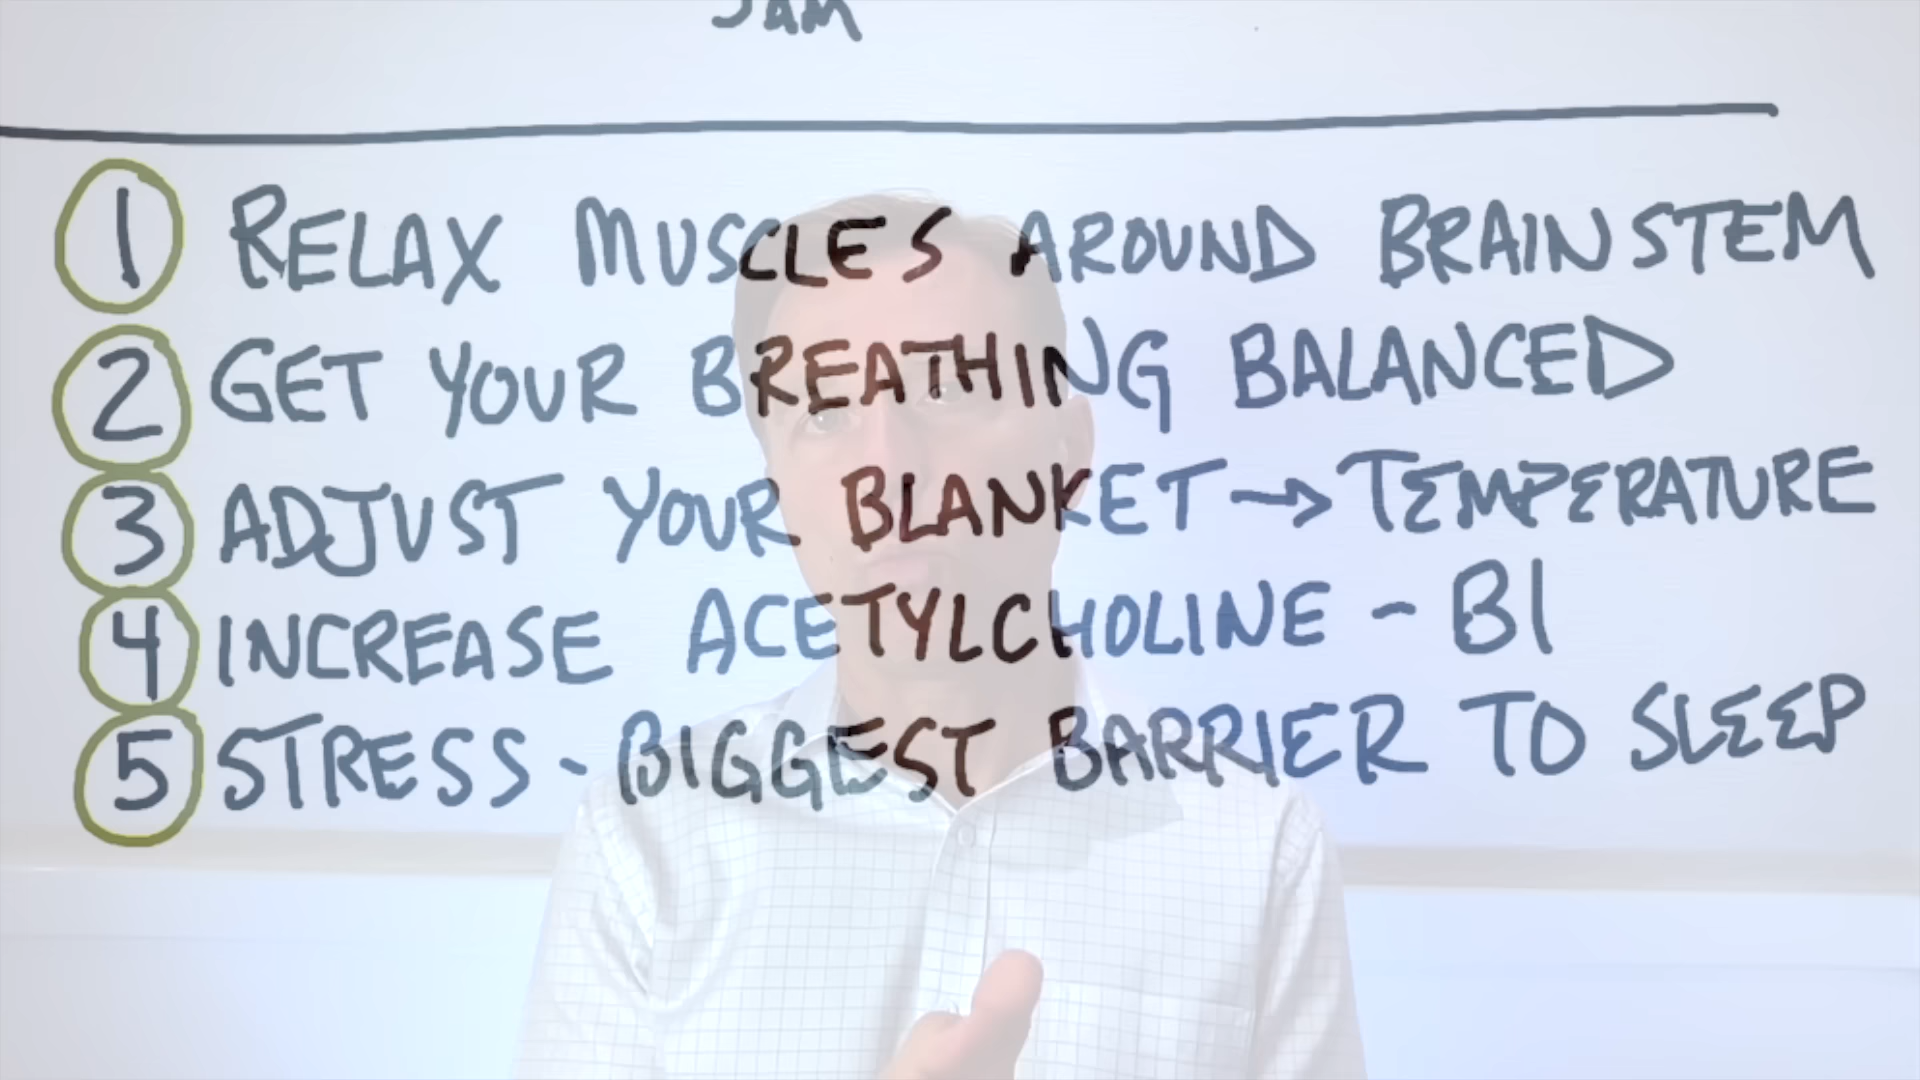 1 RELAX MUSCLES AROUND BRAINSTEM
2 GET YOUR BREATHING BALANCED
3 ADJUST YOUR BLANKET → TEMPERATURE
4 INCREASE ACETYLCHOLINE - B1
5 STRESS - BIGGEST BARRIER TO SLEEP